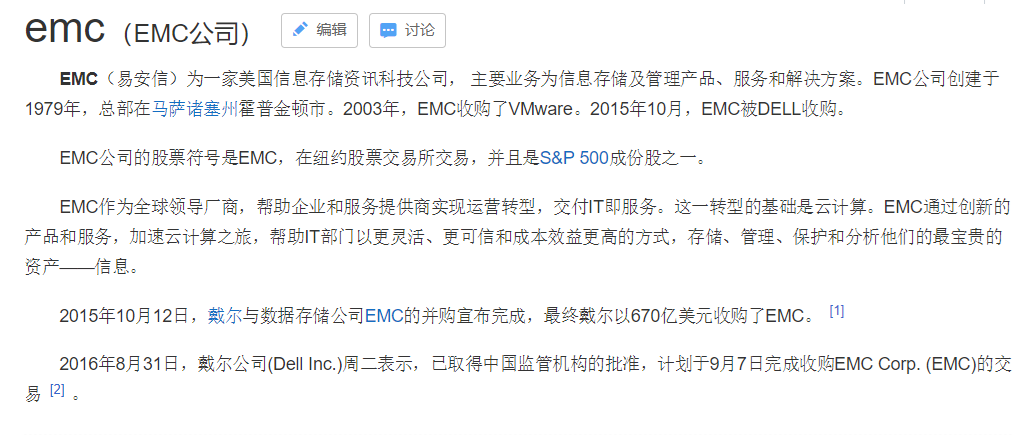 emc（EMC公司） 编辑 讨论
EMC（易安信）为一家美国信息存储资讯科技公司， 主要业务为信息存储及管理产品、服务和解决方案。EMC公司创建于
1979年，总部在马萨诸塞州霍普金顿市。2003年，EMC收购了VMware。2015年10月，EMC被DELL收购。
EMC公司的股票符号是EMC，在纽约股票交易所交易，并且是S&P 500成份股之一。
EMC作为全球领导厂商，帮助企业和服务提供商实现运营转型，交付IT即服务。这一转型的基础是云计算。EMC通过创新的
产品和服务，加速云计算之旅，帮助IT部门以更灵活、更可信和成本效益更高的方式，存储、管理、保护和分析他们的最宝贵的
资产——信息。
2015年10月12日，戴尔与数据存储公司EMC的并购宣布完成，最终戴尔以670亿美元收购了EMC。 [1]
2016年8月31日，戴尔公司(Dell Inc.)周二表示，已取得中国监管机构的批准，计划于9月7日完成收购EMC Corp. (EMC)的交
易 [2] 。